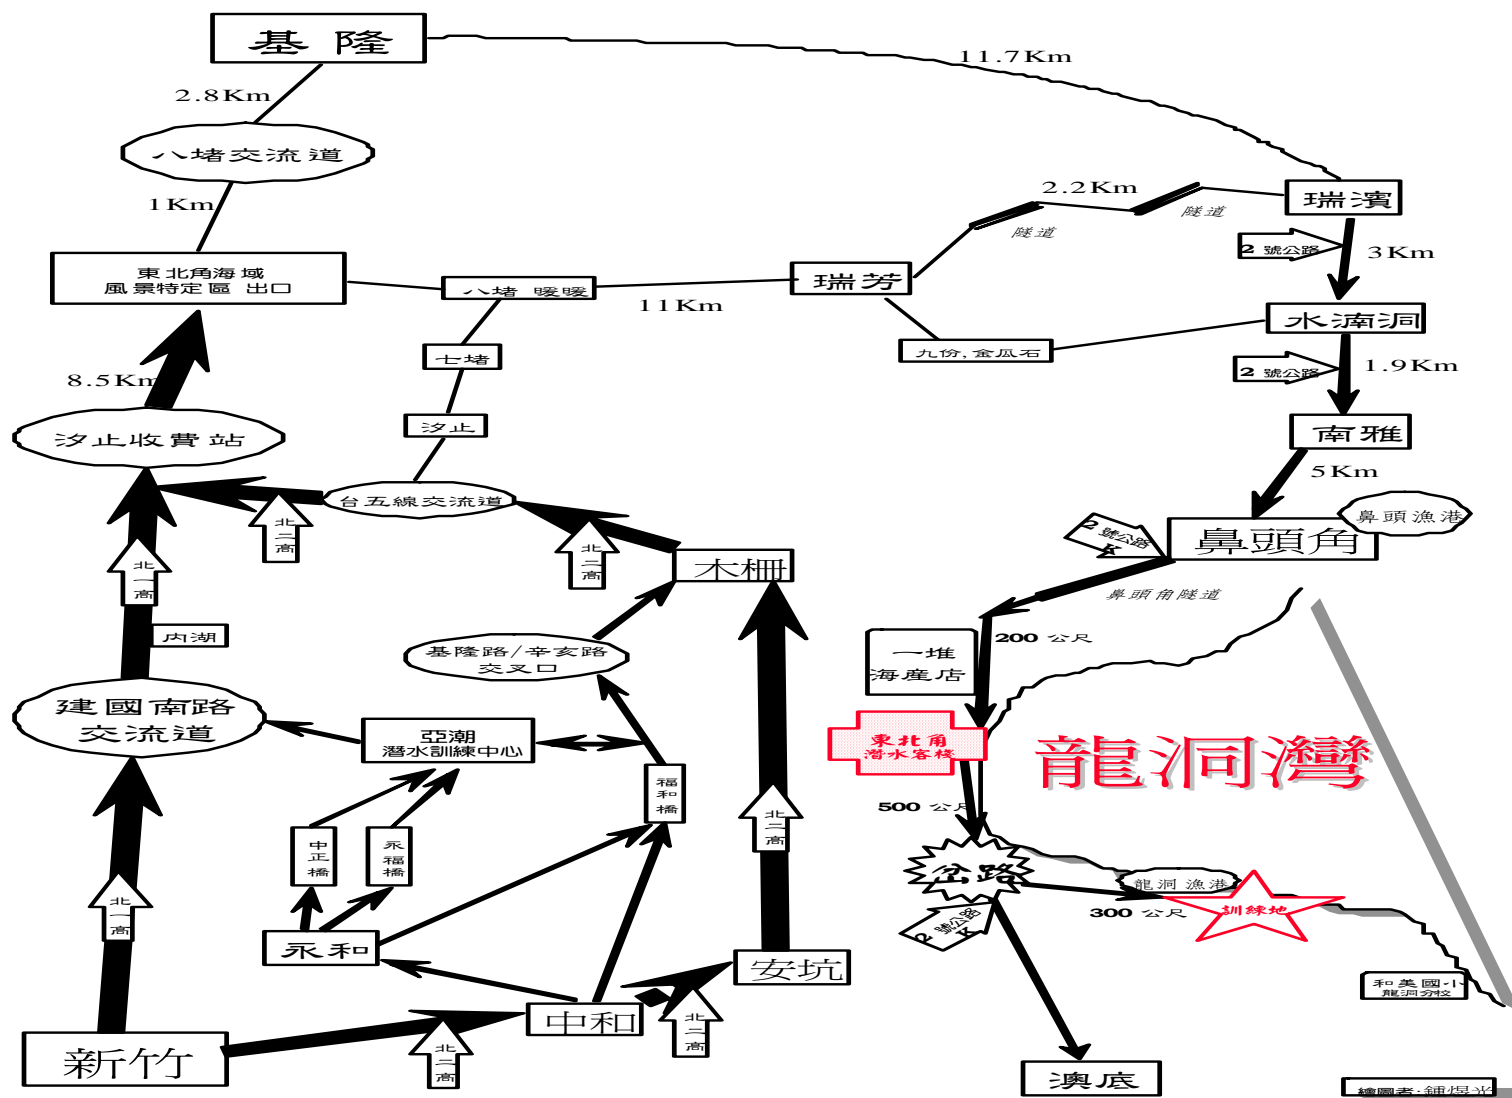 基 隆
11.7Km
2.8Km
八堵交流道
1Km
2.2Km
隧道
隧道
瑞濱
2 號公路
3Km
東北角海域
風景特定區 出口
八堵 暖暖
11Km
瑞芳
水湳洞
七堵
九份,金瓜石
2 號公路
1.9Km
8.5Km
汐止
汐止收費站
南雅
5Km
台五線交流道
北二高
北二高
鼻頭漁港
鼻頭角
2 號公路
K
木柵
北一高
鼻頭角隧道
內湖
基隆路/辛亥路
交叉口
200 公尺
一堆
海產店
建國南路
交流道
亞潮
潛水訓練中心
東北角
潛水客棧
龍洞灣
福和橋
500 公尺
北二高
中正橋
永福橋
岔路
龍洞 漁港
300 公尺
訓練地
北一高
2 號公路
K
永和
安坑
和美國小
龍洞分校
中和
北二高
北二高
新竹
澳底
繪圖者:鍾煜光